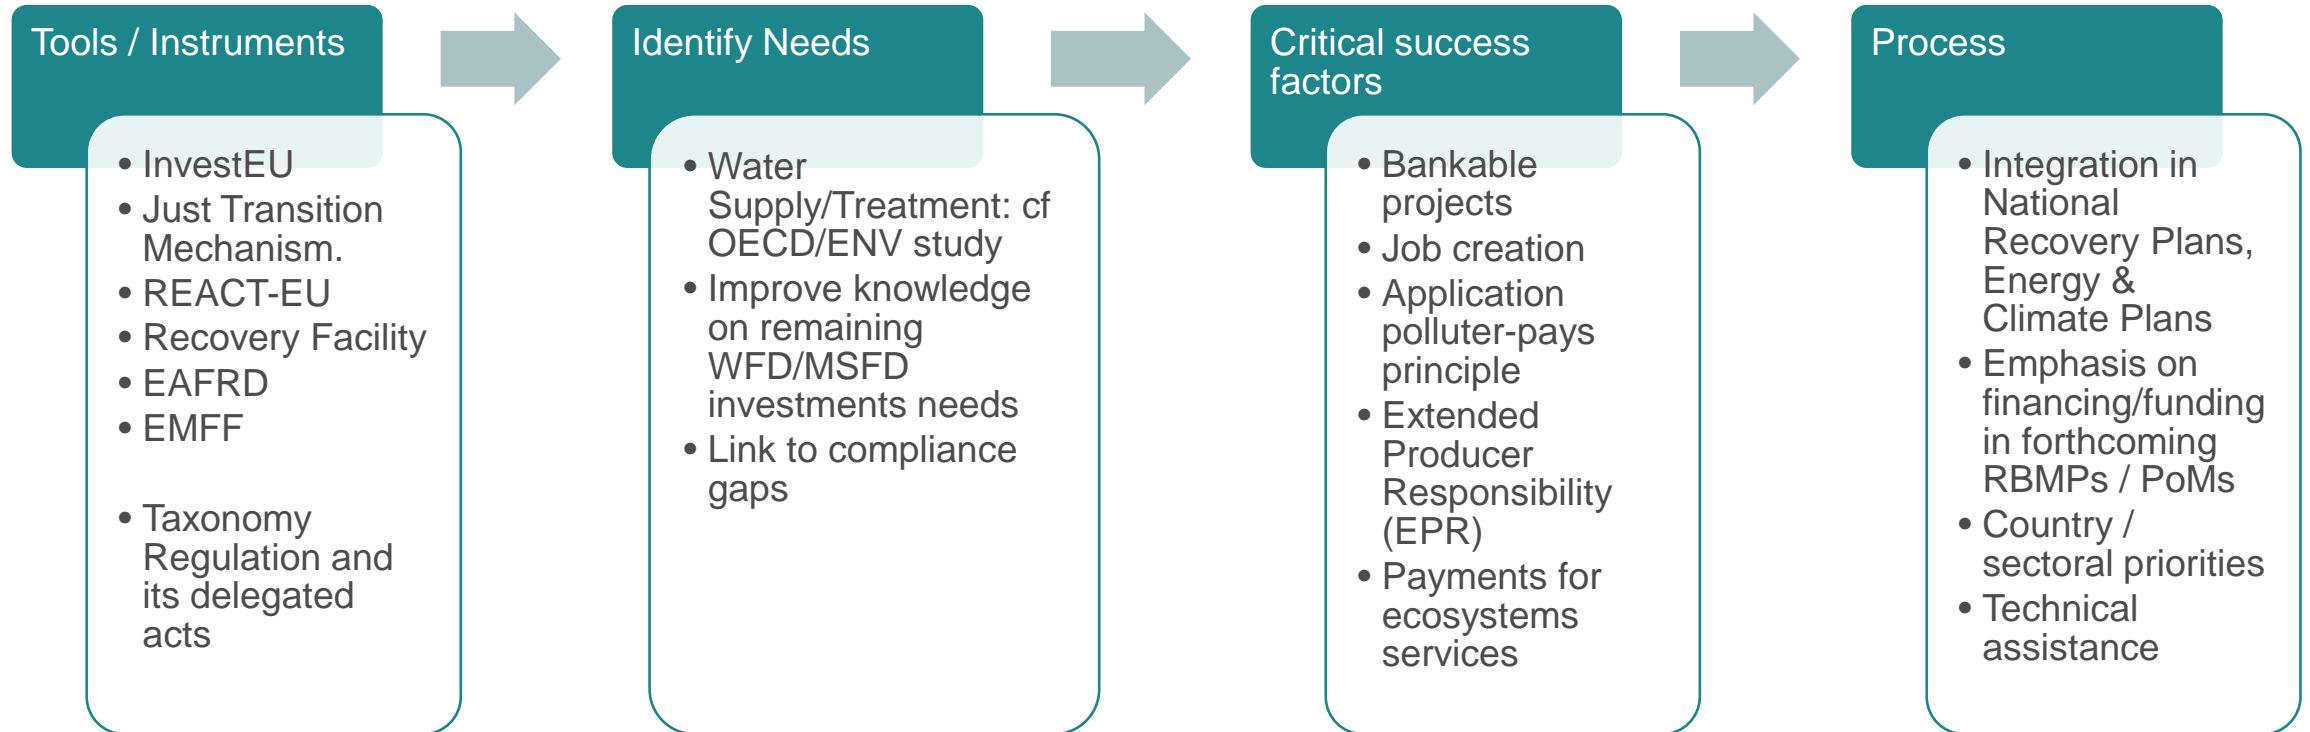 Tools / Instruments
• InvestEU
• Just Transition
Mechanism.
• REACT-EU
• Recovery Facility
• EAFRD
• EMFF
• Taxonomy
Regulation and
its delegated
acts
Identify Needs
• Water
Supply/Treatment: cf
OECD/ENV study
• Improve knowledge
on remaining
WFD/MSFD
investments needs
• Link to compliance
gaps
Critical success
factors
• Bankable
projects
• Job creation
• Application
polluter-pays
principle
• Extended
Producer
Responsibility
(EPR)
• Payments for
ecosystems
services
Process
• Integration in
National
Recovery Plans,
Energy &
Climate Plans
• Emphasis on
financing/funding
in forthcoming
RBMPs / PoMs
• Country /
sectoral priorities
• Technical
assistance